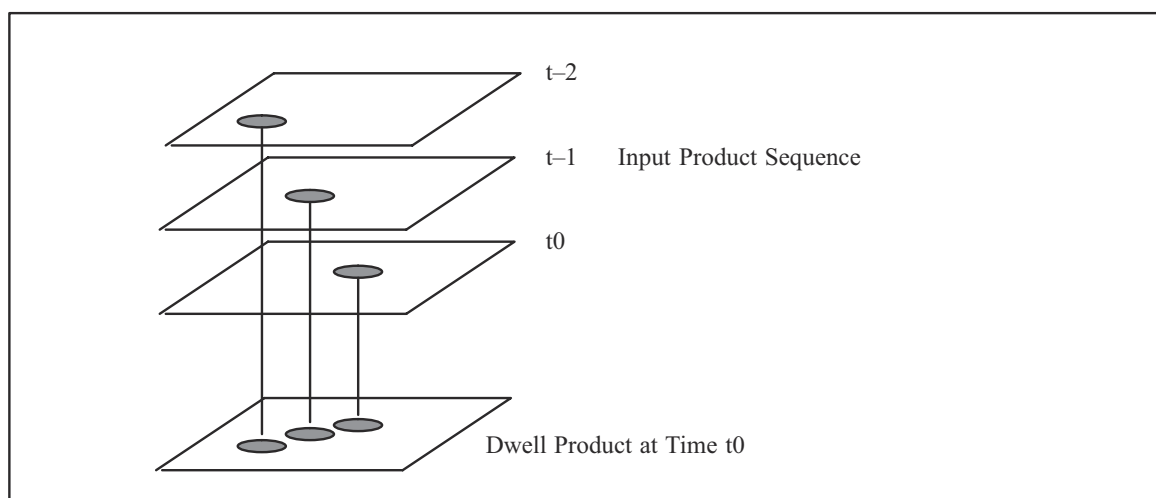 t–2
t–1 Input Product Sequence
t0
Dwell Product at Time t0